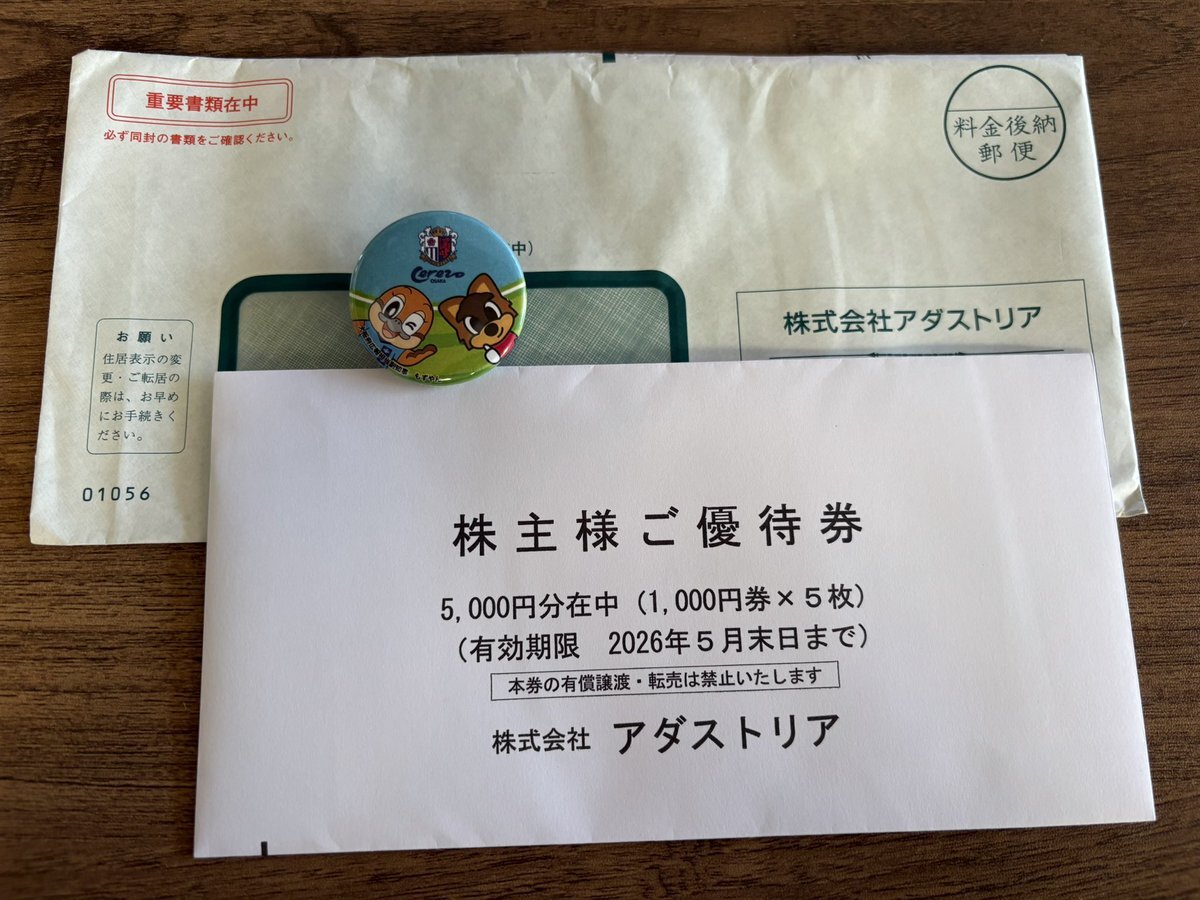 重要書類在中
必ず同封の書類をご確認ください。
料金後納
郵便
中)
Cerezo
OSAKA
もずやん
株式会社アダストリア
お願い
住居表示の変
更・ご転居の
際は、お早め
にお手続きく
ださい。
01056
株主様ご優待券
5,000円分在中(1,000円券×5枚)
(有効期限 2026年5月末日まで)
本券の有償譲渡・転売は禁止いたします
株式会社 アダストリア